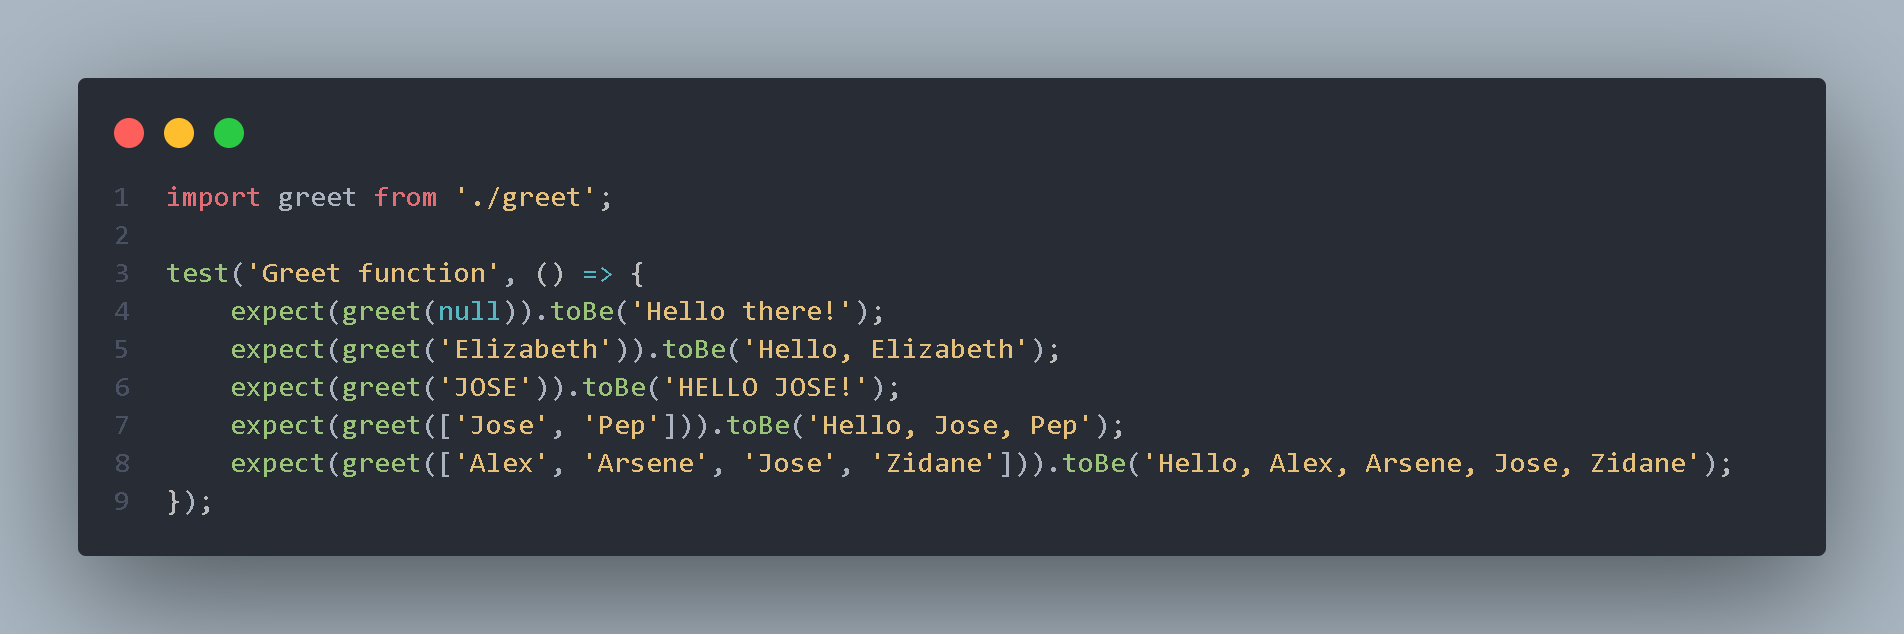 1 import greet from './greet';
2
3 test('Greet function', () => {
4     expect(greet(null)).toBe('Hello there!');
5     expect(greet('Elizabeth')).toBe('Hello, Elizabeth');
6     expect(greet('JOSE')).toBe('HELLO JOSE!');
7     expect(greet(['Jose', 'Pep'])).toBe('Hello, Jose, Pep');
8     expect(greet(['Alex', 'Arsene', 'Jose', 'Zidane'])).toBe('Hello, Alex, Arsene, Jose, Zidane');
9 });